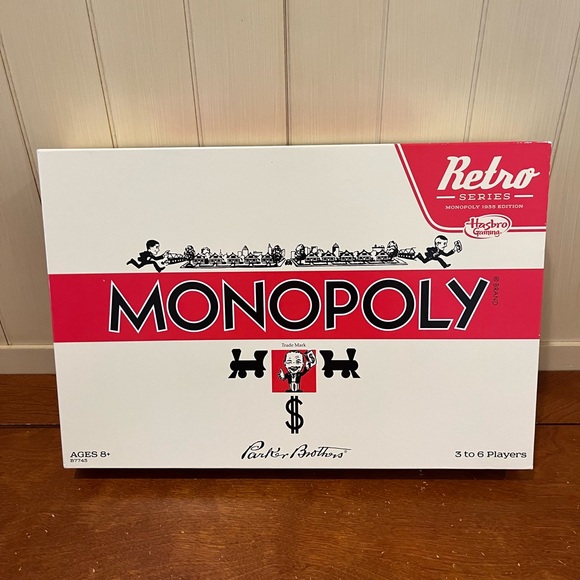 Retro
SERIES
MONOPOLY 1935 EDITION
Hasbro
Gaming
MONOPOLY
® BRAND
Trade Mark
$
Parker Brothers
AGES 8+
B7743
3 to 6 Players